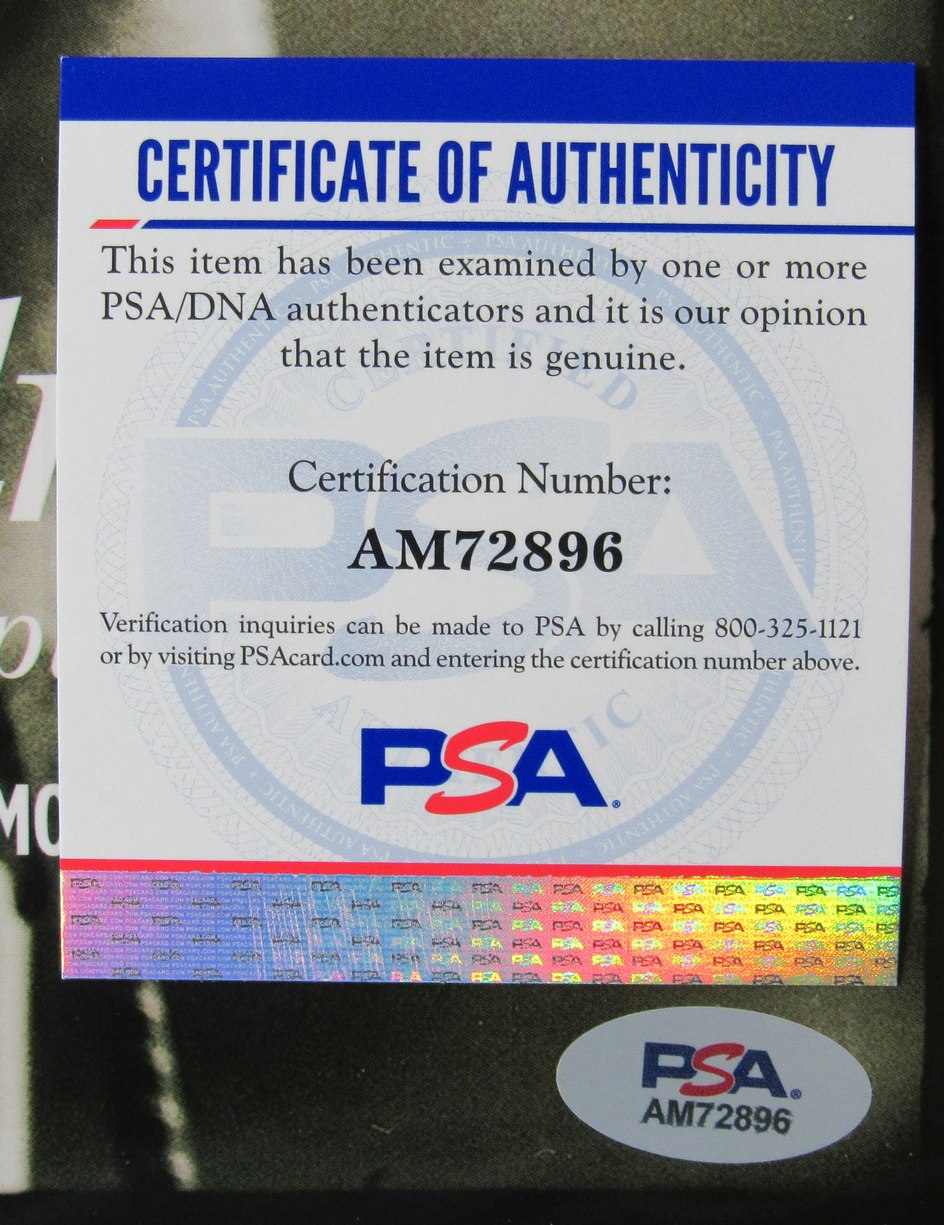 CERTIFICATE OF AUTHENTICITY
This item has been examined by one or more
PSA/DNA authenticators and it is our opinion
that the item is genuine.
Certification Number:
AM72896
Verification inquiries can be made to PSA by calling 800-325-1121
or by visiting PSAcard.com and entering the certification number above.
PSA®
PSA®
AM72896